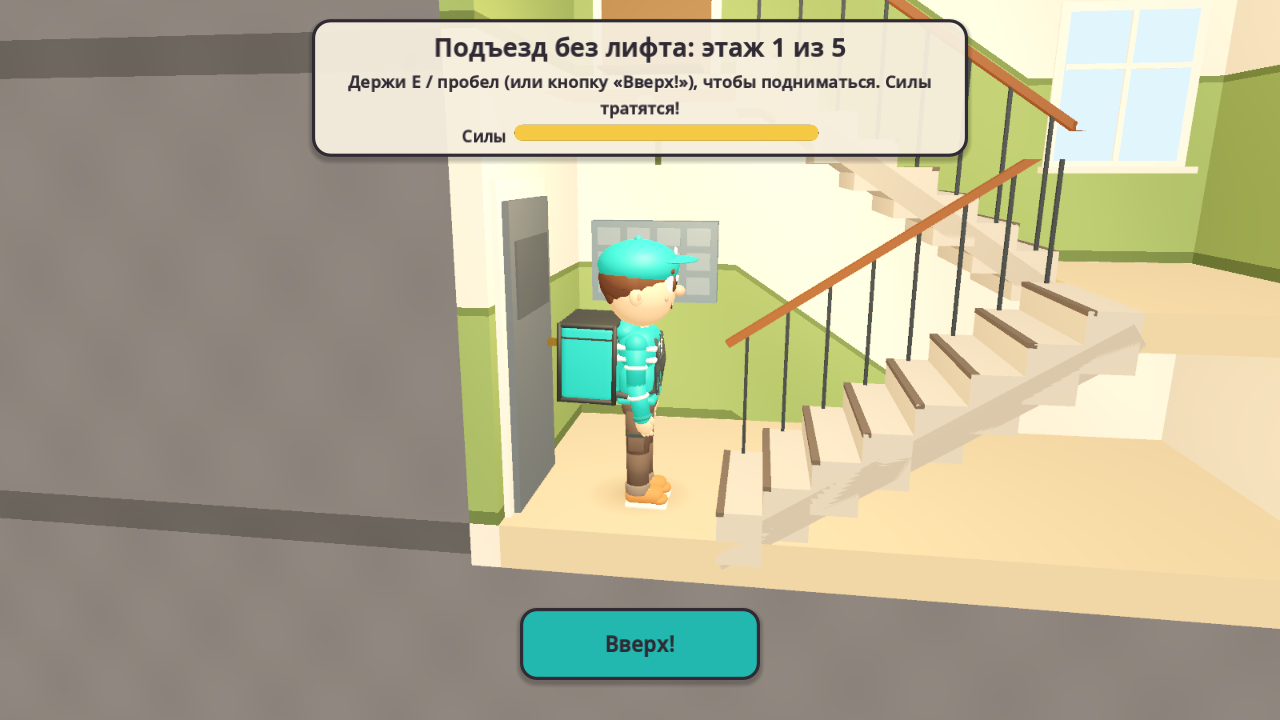 Подъезд без лифта: этаж 1 из 5
Держи E / пробел (или кнопку «Вверх!»), чтобы подниматься. Силы
тратятся!
Силы
Вверх!